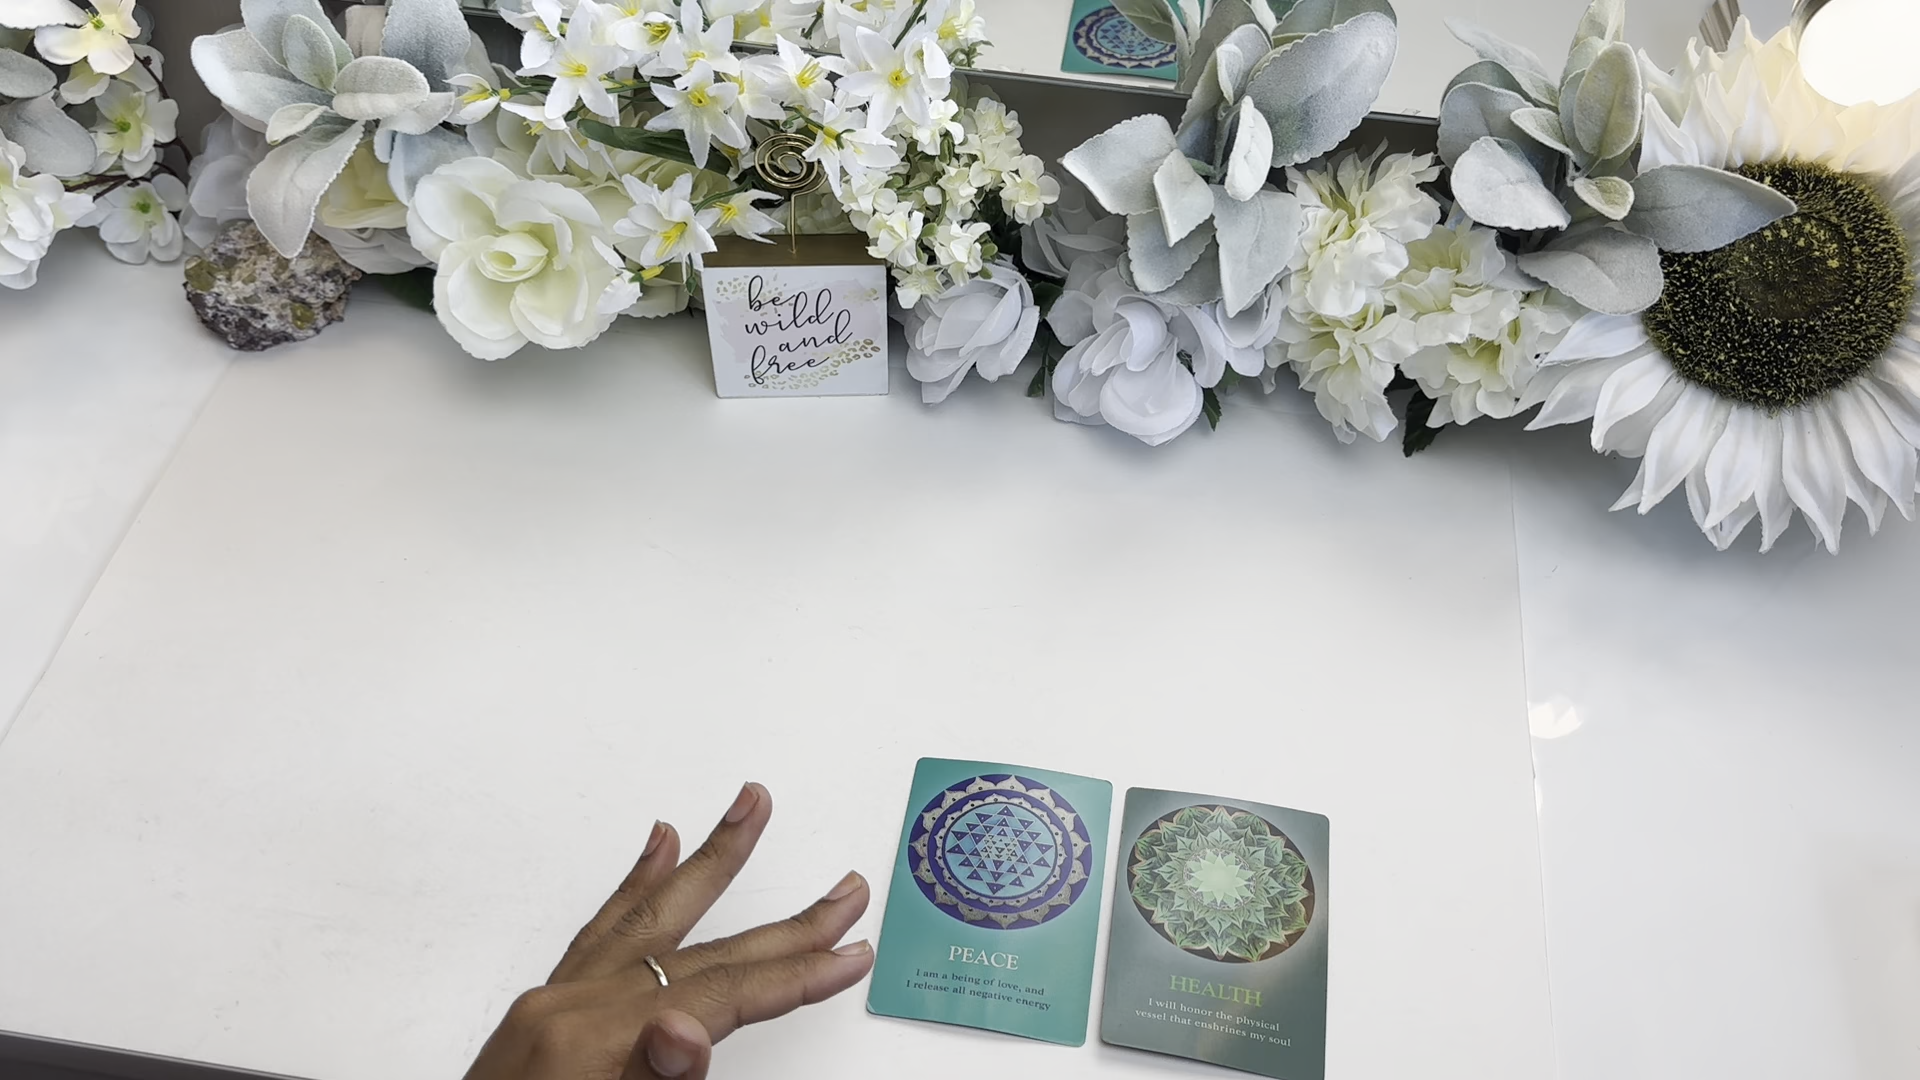 be
wild
and
free
PEACE
I am a being of love, and
I release all negative energy
HEALTH
I will honor the physical
vessel that enshrines my soul